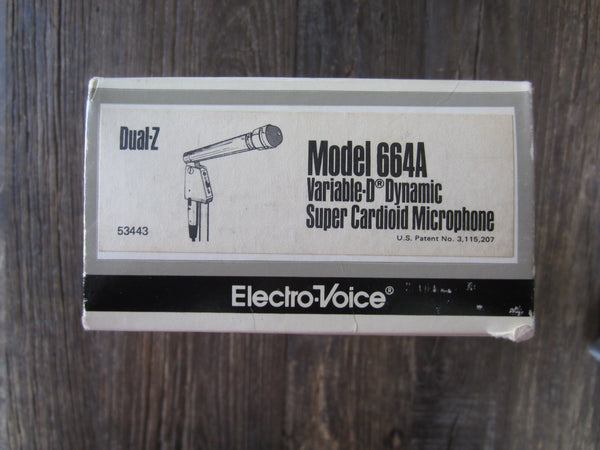 Dual-Z
Model 664A
Variable-D® Dynamic
Super Cardioid Microphone
53443
U.S. Patent No. 3,115,207
Electro-Voice®